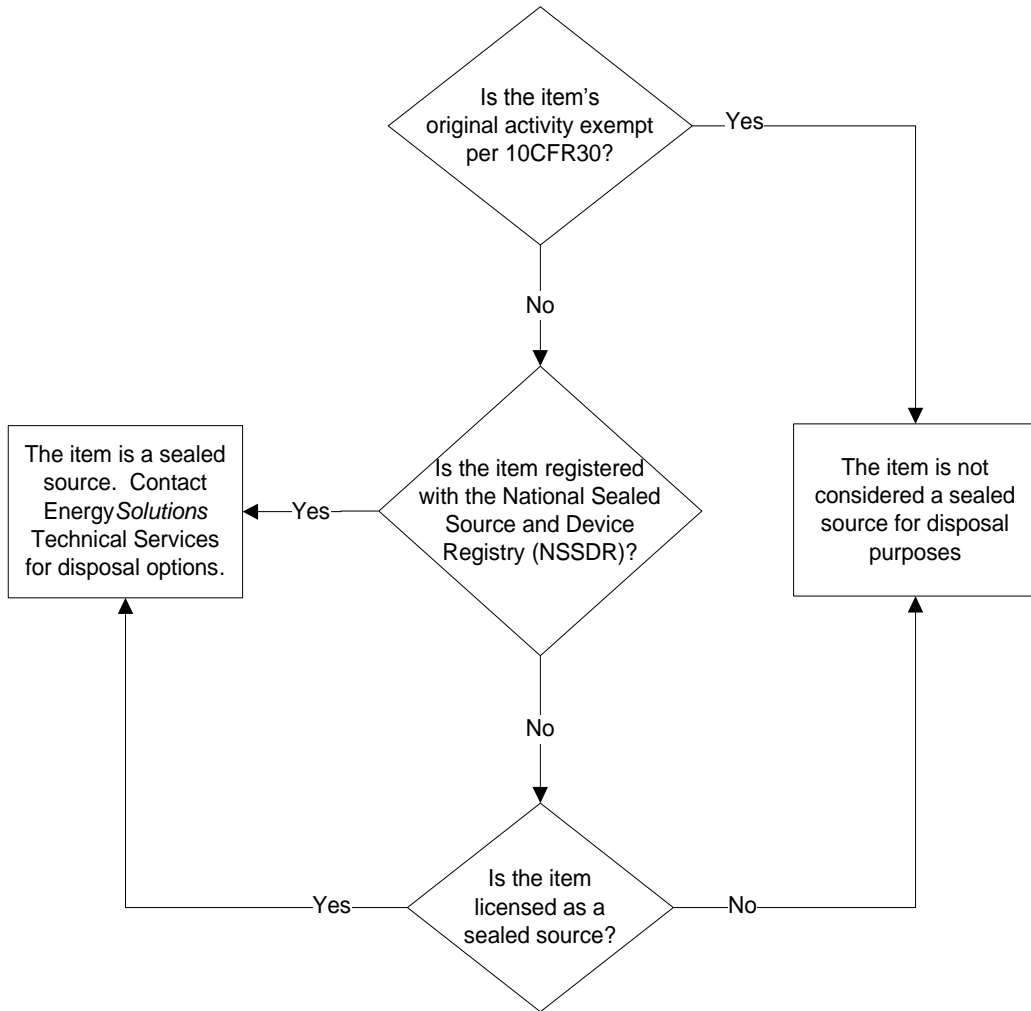 Is the item's
original activity exempt
per 10CFR30?
Yes
No
Is the item registered
with the National Sealed
Source and Device
Registry (NSSDR)?
Yes
The item is a sealed
source. Contact
EnergySolutions
Technical Services
for disposal options.
The item is not
considered a sealed
source for disposal
purposes
No
Is the item
licensed as a
sealed source?
Yes
No